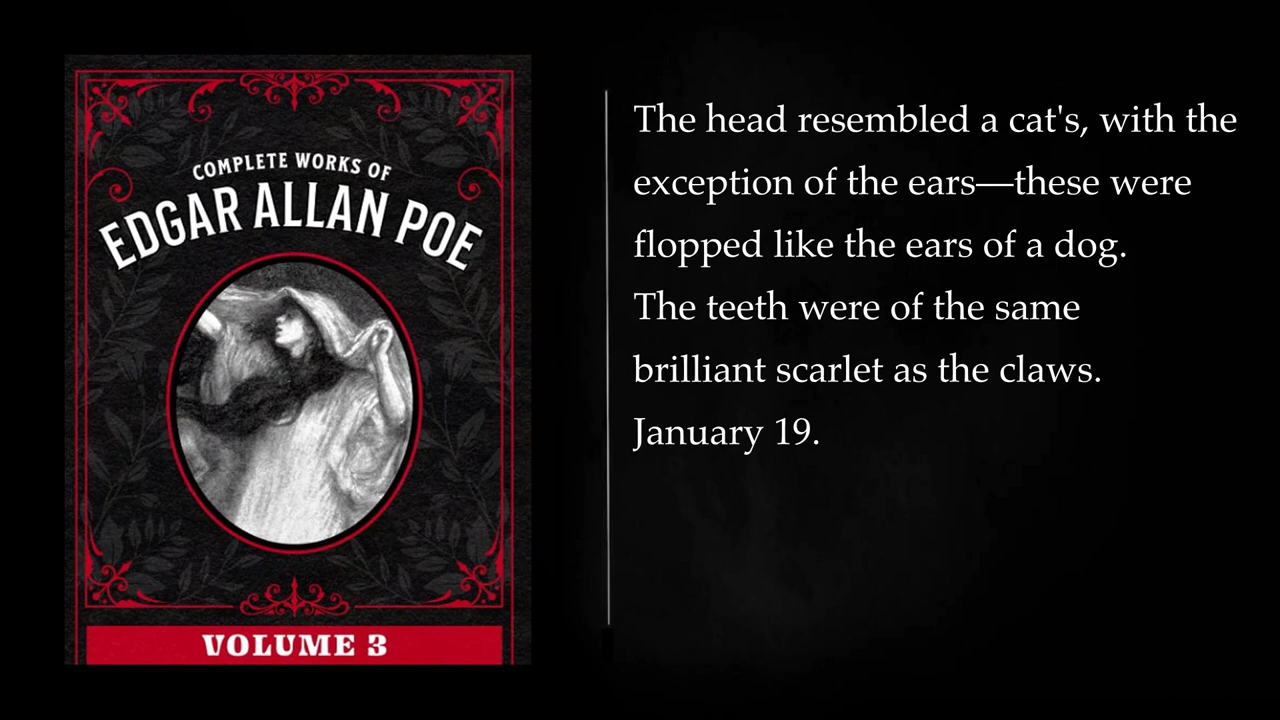 COMPLETE WORKS OF
EDGAR ALLAN POE
VOLUME 3
The head resembled a cat's, with the
exception of the ears—these were
flopped like the ears of a dog.
The teeth were of the same
brilliant scarlet as the claws.
January 19.